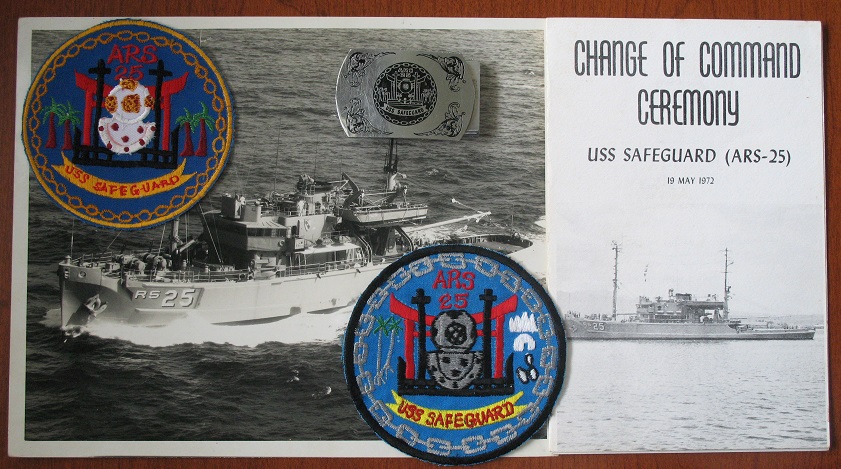 ARS
25
USS SAFEGUARD
USS SAFEGUARD
RS 25
ARS
25
USS SAFEGUARD
CHANGE OF COMMAND
CEREMONY
USS SAFEGUARD (ARS-25)
19 MAY 1972
25